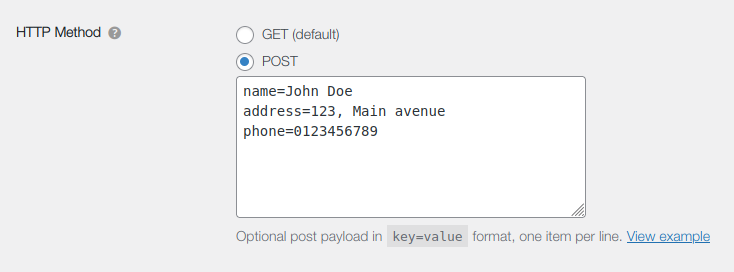 HTTP Method ?
GET (default)
POST
name=John Doe
address=123, Main avenue
phone=0123456789
Optional post payload in key=value format, one item per line. View example